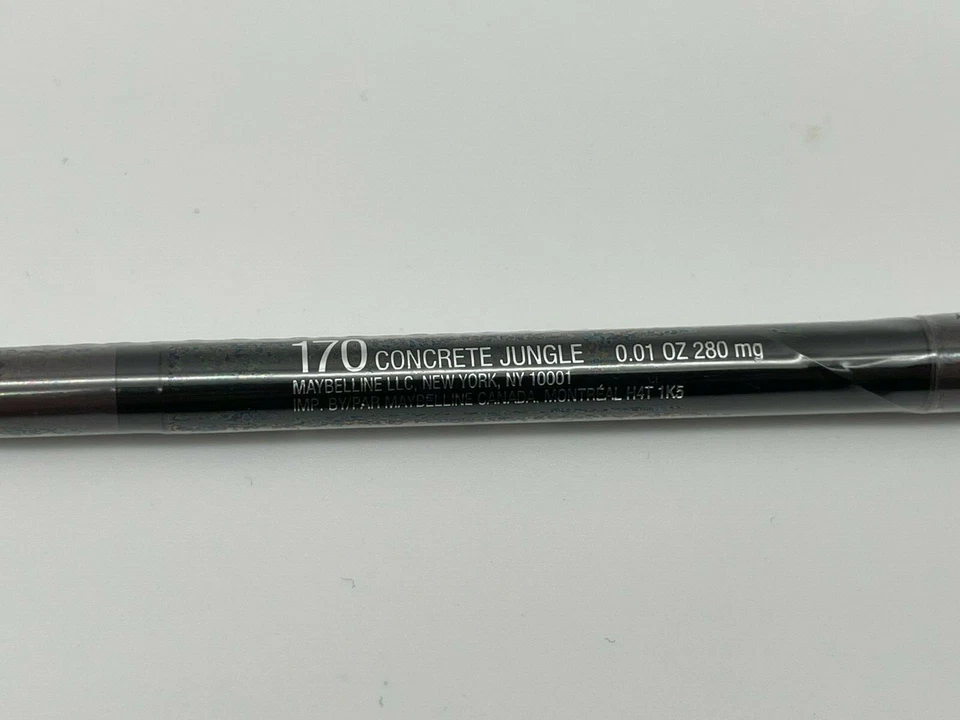 170 CONCRETE JUNGLE 0.01 OZ 280 mg
MAYBELLINE LLC, NEW YORK, NY 10001
IMP. BY/PAR MAYBELLINE CANADA, MONTRÉAL H4T 1K5